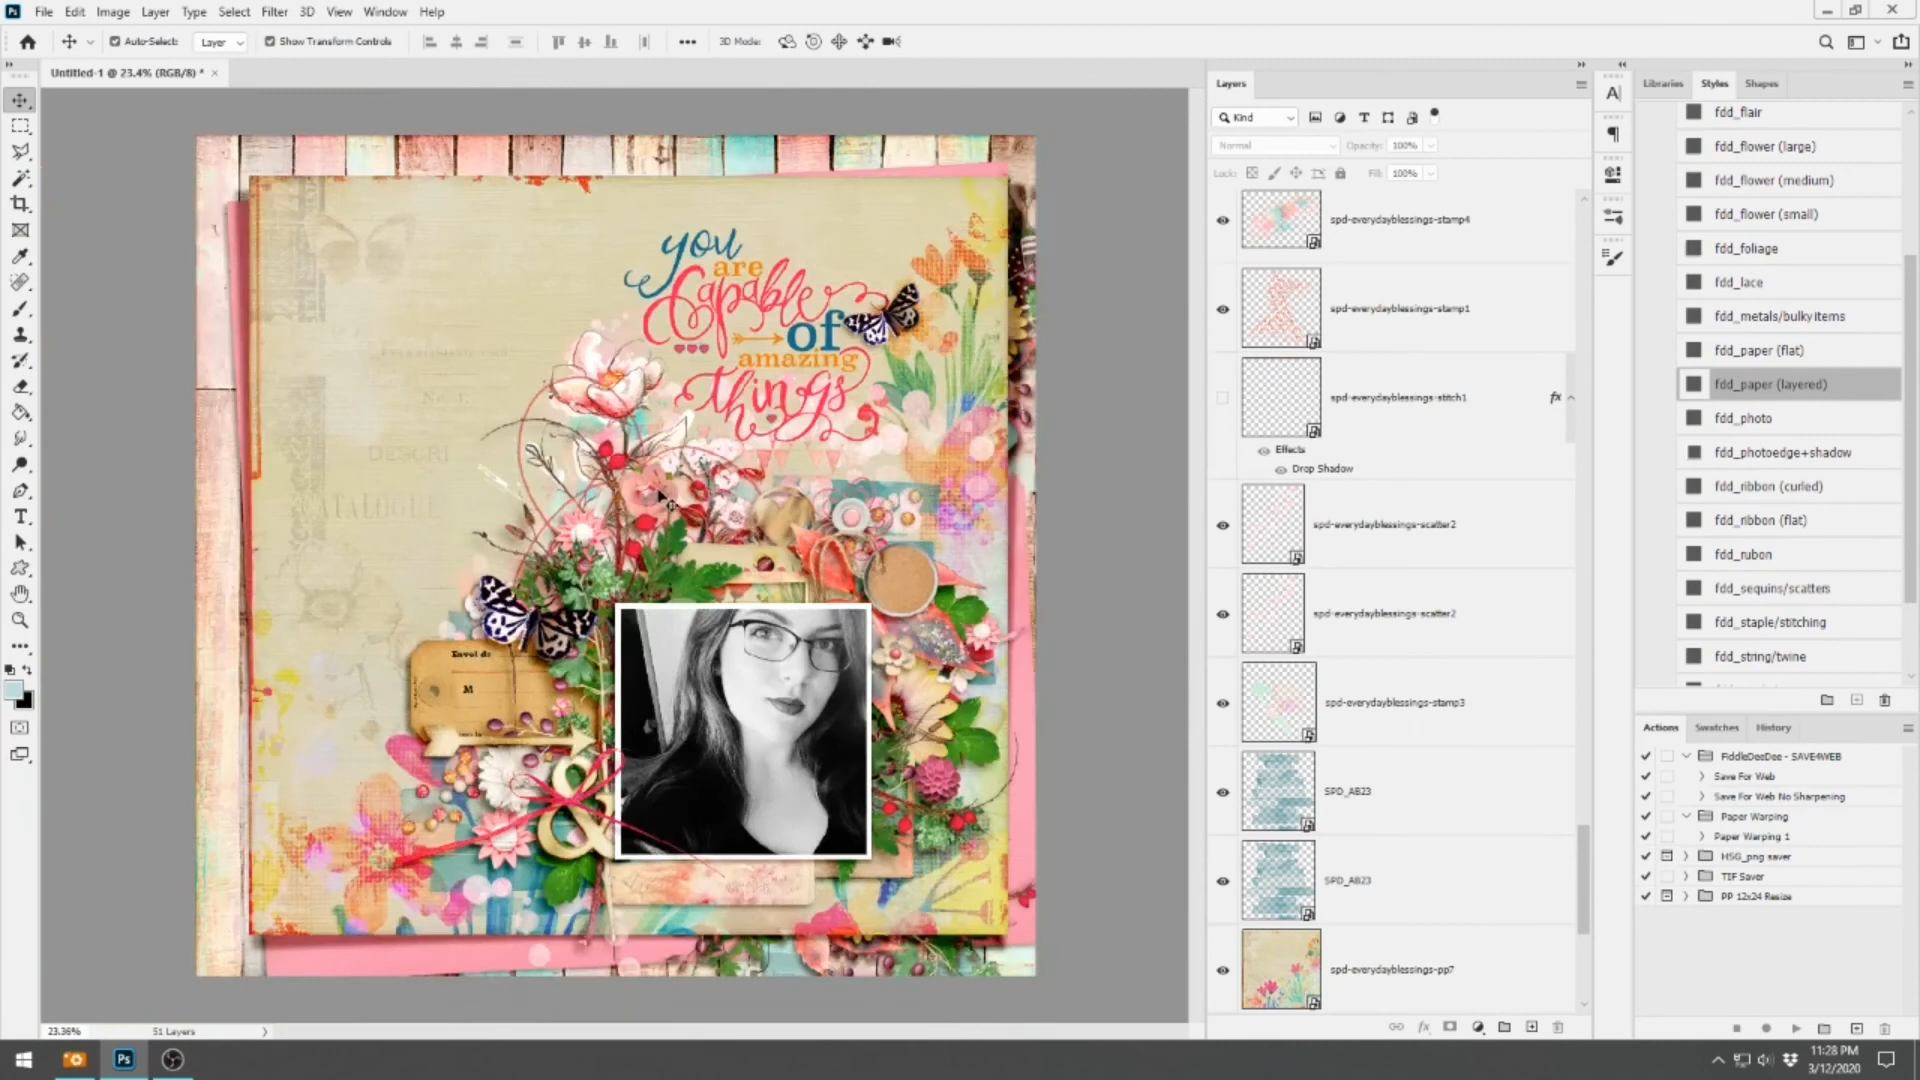 File Edit Image Layer Type Select Filter 3D View Window Help
Auto-Select: Layer Show Transform Controls 3D Mode:
Untitled-1 @ 23.4% (RGB/8) *
you
are
Capable
of
amazing
things
DESCRI
CATALOGUE
Envoi de
M
&
23.36% 51 Layers
Layers
Kind
Normal Opacity: 100%
Lock: Fill: 100%
spd-everydayblessings-stamp4
spd-everydayblessings-stamp1
spd-everydayblessings-stitch1 fx
Effects
Drop Shadow
spd-everydayblessings-scatter2
spd-everydayblessings-scatter2
spd-everydayblessings-stamp3
SPD_AB23
SPD_AB23
spd-everydayblessings-pp7
Libraries Styles Shapes
fdd_flair
fdd_flower (large)
fdd_flower (medium)
fdd_flower (small)
fdd_foliage
fdd_lace
fdd_metals/bulky items
fdd_paper (flat)
fdd_paper (layered)
fdd_photo
fdd_photoedge+shadow
fdd_ribbon (curled)
fdd_ribbon (flat)
fdd_rubon
fdd_sequins/scatters
fdd_staple/stitching
fdd_string/twine
Actions Swatches History
FiddleDeeDee - SAVE4WEB
Save For Web
Save For Web No Sharpening
Paper Warping
Paper Warping 1
HSG_png saver
TIF Saver
PP 12x24 Resize
Ps
11:28 PM
3/12/2020